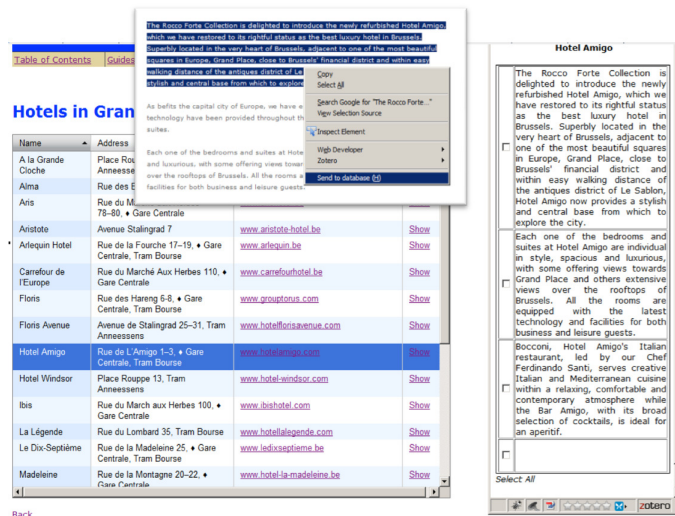 The Rocco Forte Collection is delighted to introduce the newly refurbished Hotel Amigo,
which we have restored to its rightful status as the best luxury hotel in Brussels.
Superbly located in the very heart of Brussels, adjacent to one of the most beautiful
squares in Europe, Grand Place, close to Brussels' financial district and within easy
walking distance of the antiques district of Le
stylish and central base from which to explore
As befits the capital city of Europe, we have e
technology have been provided throughout th
suites.
Each one of the bedrooms and suites at Hote
and luxurious, with some offering views towar
over the rooftops of Brussels. All the rooms a
facilities for both business and leisure guests.
Copy
Select All
Search Google for "The Rocco Forte..."
View Selection Source
Inspect Element
Web Developer
Zotero
Send to database (H)
Table of Contents Guides
Hotels in Gran
Name Address
A la Grande Place Rou
Cloche Anneesse
Alma Rue des E
Aris Rue du M
78–80, ♦ Gare Centrale
Aristote Avenue Stalingrad 7 www.aristote-hotel.be Show
Arlequin Hotel Rue de la Fourche 17–19, ♦ Gare www.arlequin.be Show
Centrale, Tram Bourse
Carrefour de Rue du Marché Aux Herbes 110, ♦ www.carrefourhotel.be Show
l'Europe Gare Centrale
Floris Rue des Hareng 6-8, ♦ Gare www.grouptorus.com Show
Centrale, Tram Bourse
Floris Avenue Avenue de Stalingrad 25–31, Tram www.hotelflorisavenue.com Show
Anneessens
Hotel Amigo Rue de L'Amigo 1–3, ♦ Gare www.hotelamigo.com Show
Centrale, Tram Bourse
Hotel Windsor Place Rouppe 13, Tram www.hotel-windsor.com Show
Anneessens
Ibis Rue du March aux Herbes 100, ♦ www.ibishotel.com Show
Gare Centrale
La Légende Rue du Lombard 35, Tram Bourse www.hotellalegende.com Show
Le Dix-Septième Rue de la Madeleine 25, ♦ Gare www.ledixseptieme.be Show
Centrale, Tram Bourse
Madeleine Rue de la Montagne 20–22, ♦ www.hotel-la-madeleine.be Show
Gare Centrale
Back
Hotel Amigo
The Rocco Forte Collection is
delighted to introduce the newly
refurbished Hotel Amigo, which we
have restored to its rightful status
as the best luxury hotel in
Brussels. Superbly located in the
very heart of Brussels, adjacent to
one of the most beautiful squares
in Europe, Grand Place, close to
Brussels' financial district and
within easy walking distance of
the antiques district of Le Sablon,
Hotel Amigo now provides a stylish
and central base from which to
explore the city.
Each one of the bedrooms and
suites at Hotel Amigo are individual
in style, spacious and luxurious,
with some offering views towards
Grand Place and others extensive
views over the rooftops of
Brussels. All the rooms are
equipped with the latest
technology and facilities for both
business and leisure guests.
Bocconi, Hotel Amigo's Italian
restaurant, led by our Chef
Ferdinando Santi, serves creative
Italian and Mediterranean cuisine
within a relaxing, comfortable and
contemporary atmosphere while
the Bar Amigo, with its broad
selection of cocktails, is ideal for
an aperitif.
Select All
zotero